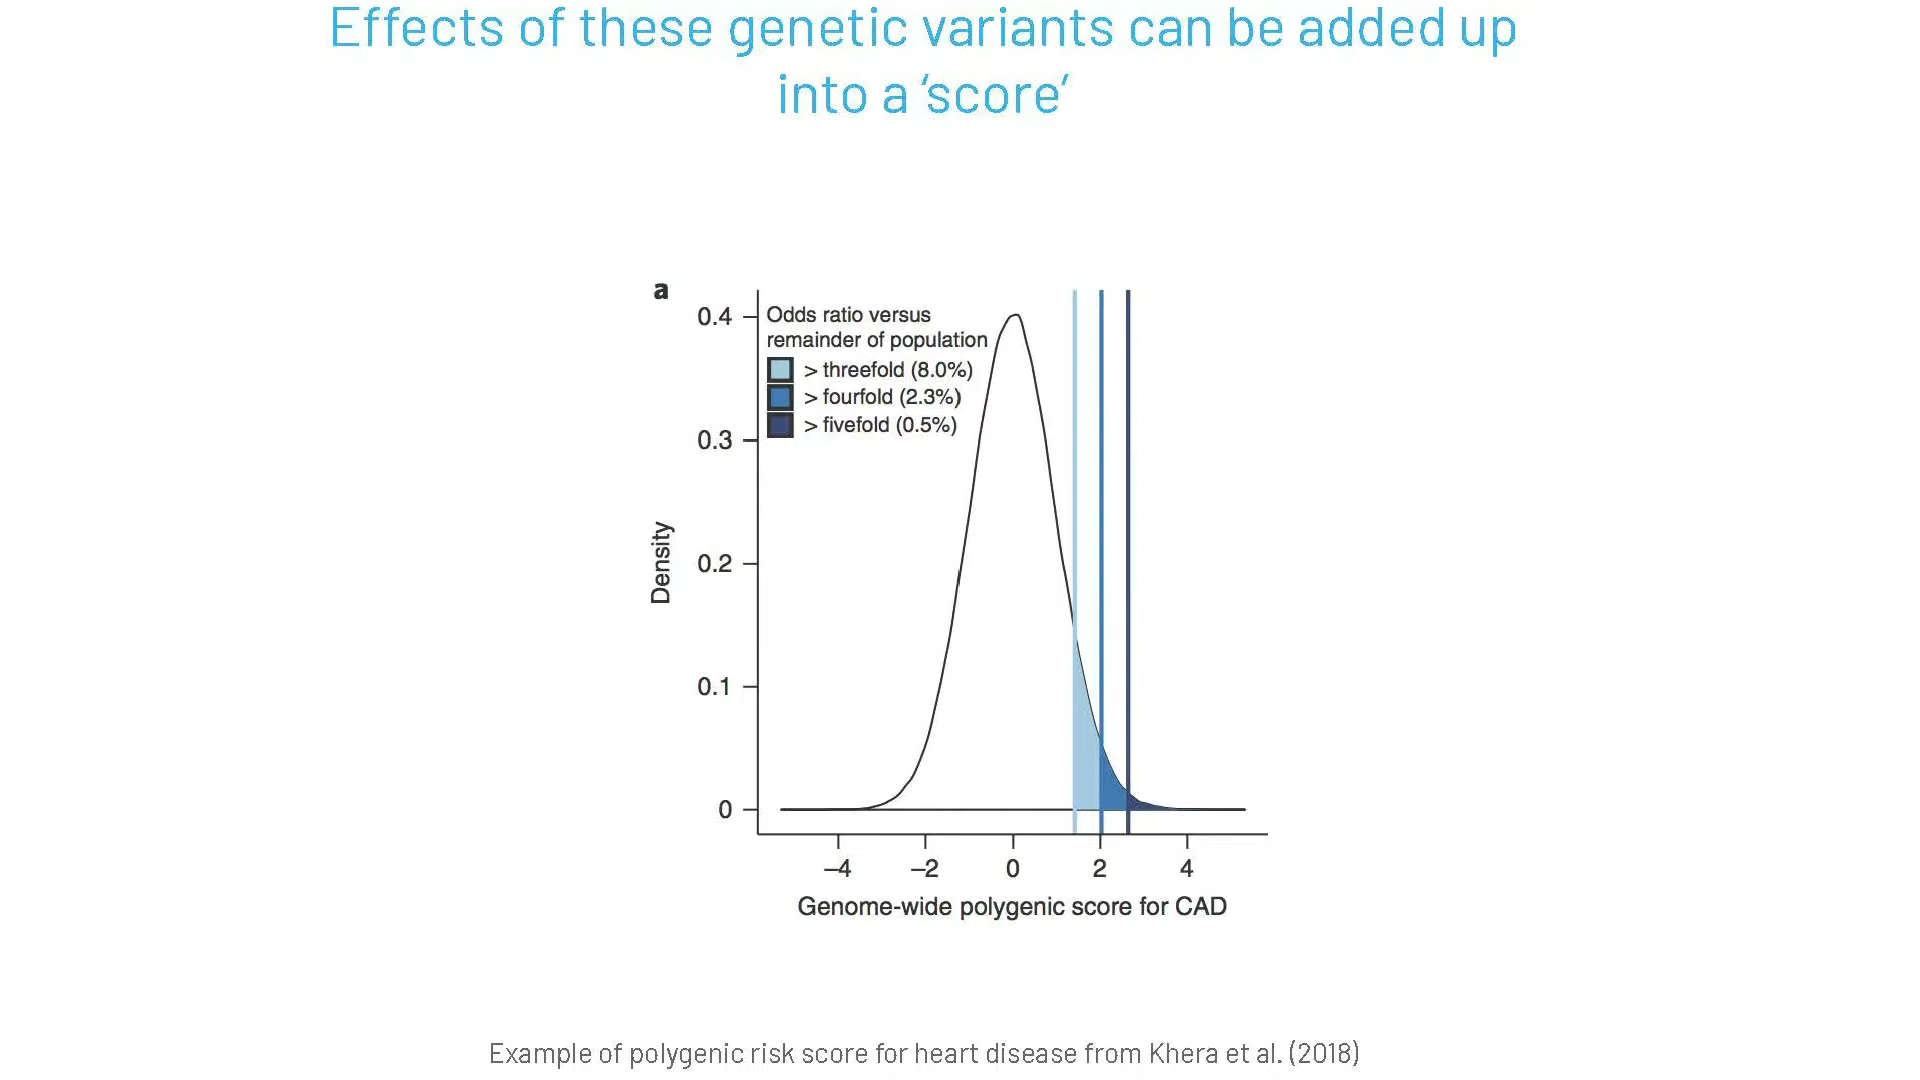 Effects of these genetic variants can be added up
into a ‘score’
a
Odds ratio versus
remainder of population
> threefold (8.0%)
> fourfold (2.3%)
> fivefold (0.5%)
0.4
0.3
0.2
0.1
0
Density
–4 –2 0 2 4
Genome-wide polygenic score for CAD
Example of polygenic risk score for heart disease from Khera et al. (2018)